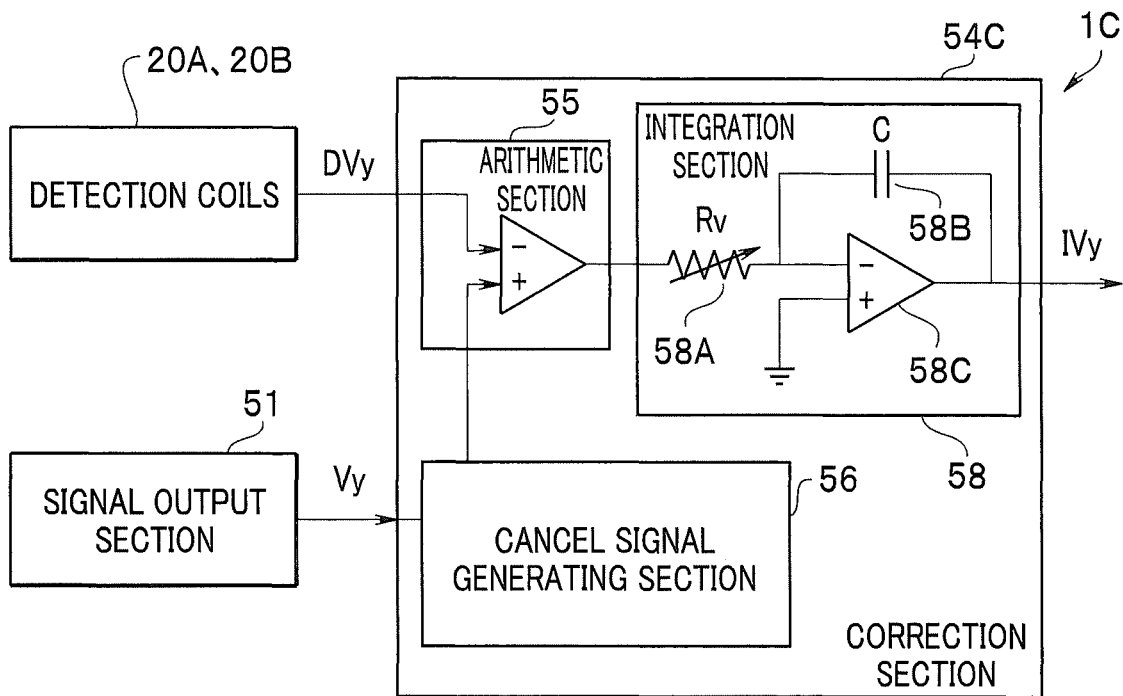 1C
54C
20A、20B
DETECTION COILS
DVy
55
ARITHMETIC
SECTION
-
+
INTEGRATION
SECTION
C
58B
Rv
58A
-
+
58C
IVy
58
51
SIGNAL OUTPUT
SECTION
Vy
56
CANCEL SIGNAL
GENERATING SECTION
CORRECTION
SECTION